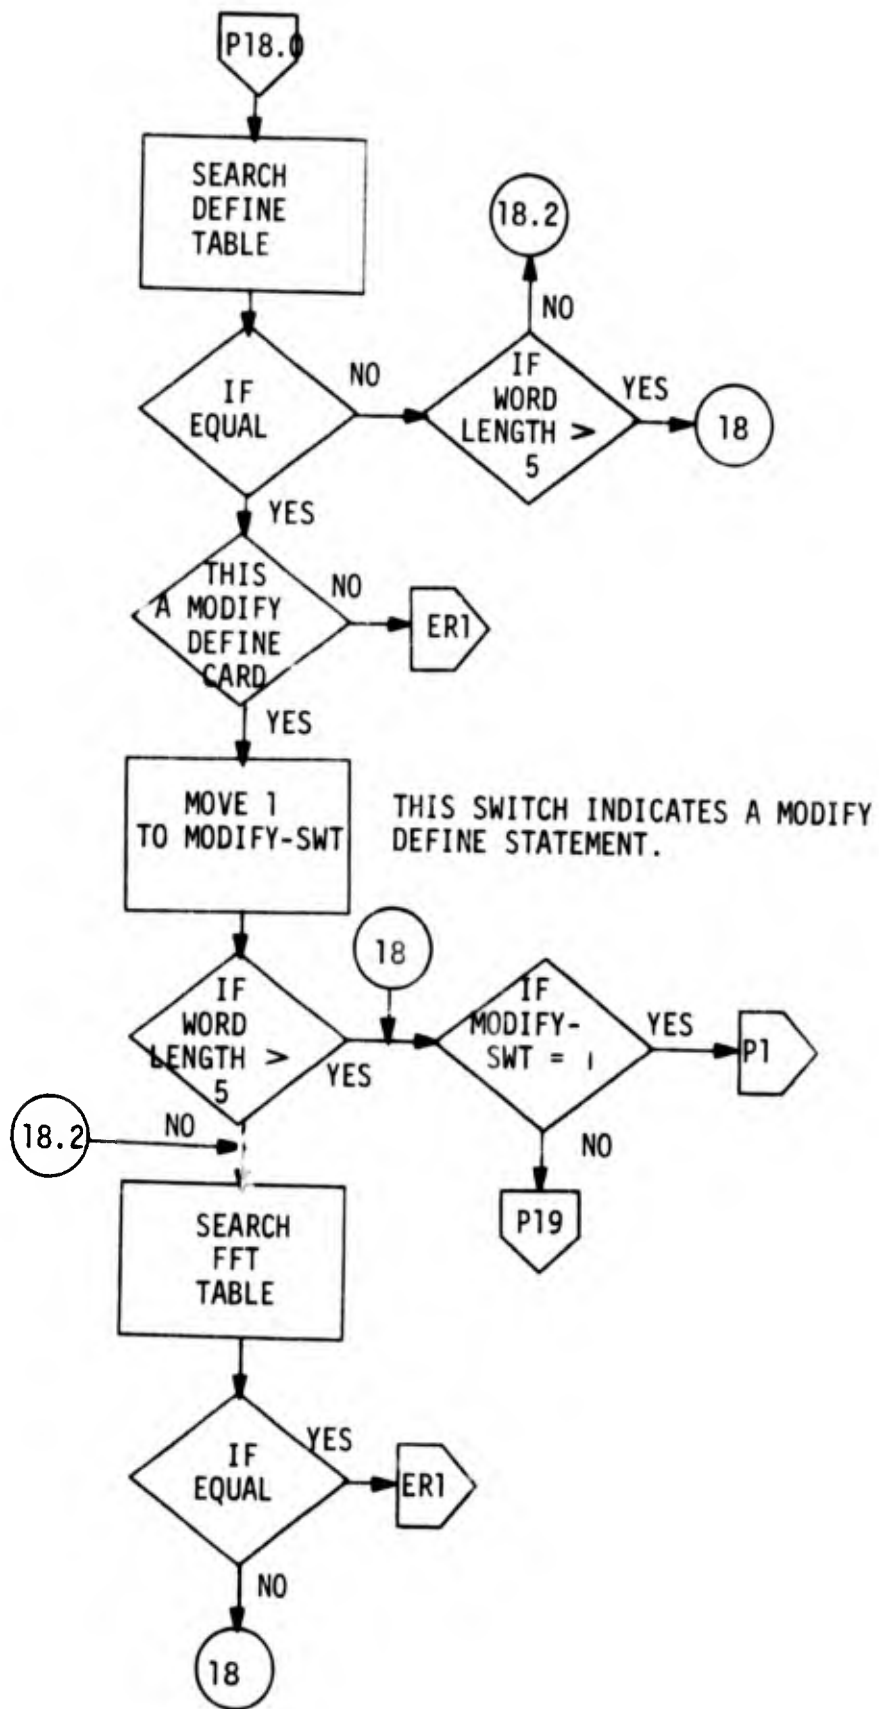 P18.0
SEARCH
DEFINE
TABLE
18.2
NO
IF
EQUAL
NO
IF
WORD
LENGTH >
5
YES
18
YES
THIS
A MODIFY
DEFINE
CARD
NO
ER1
YES
MOVE 1
TO MODIFY-SWT
THIS SWITCH INDICATES A MODIFY
DEFINE STATEMENT.
18
IF
WORD
LENGTH >
5
YES
IF
MODIFY-
SWT = 1
YES
P1
18.2
NO
NO
P19
SEARCH
FFT
TABLE
IF
EQUAL
YES
ER1
NO
18